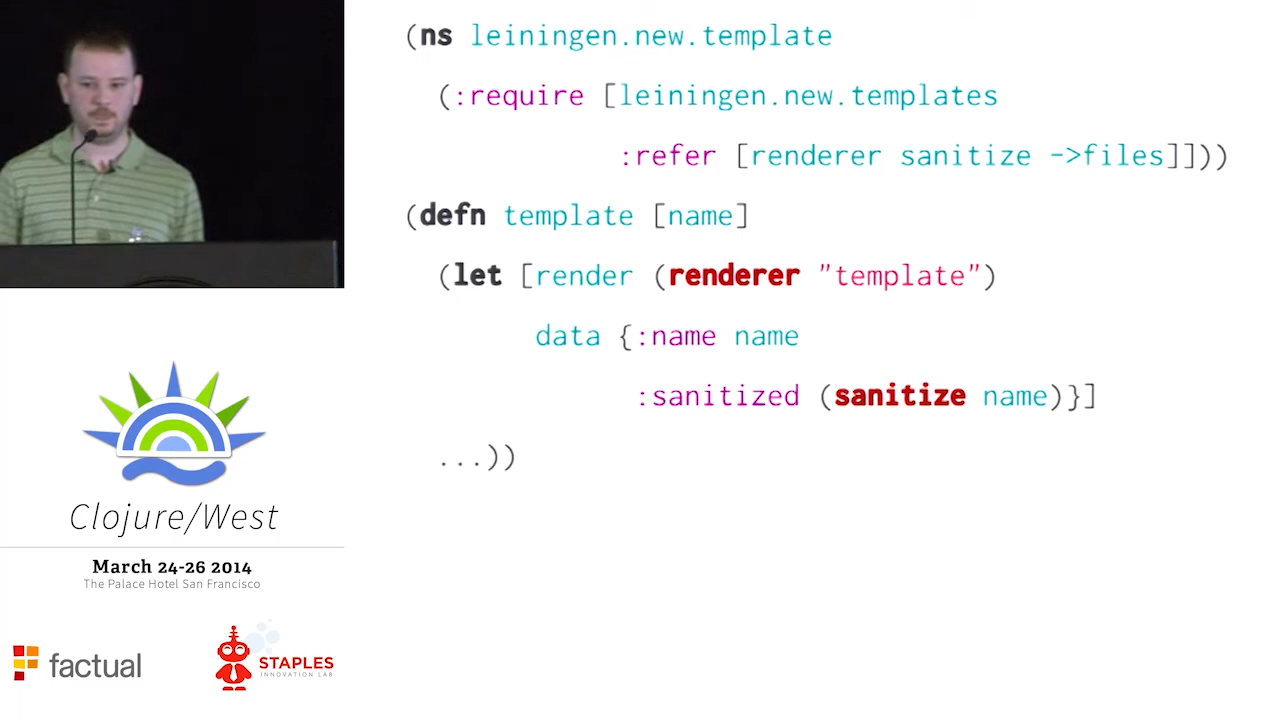 (ns leiningen.new.template
(:require [leiningen.new.templates
:refer [renderer sanitize ->files]]))
(defn template [name]
(let [render (renderer "template")
data {:name name
:sanitized (sanitize name)}]
...))
Clojure/West
March 24-26 2014
The Palace Hotel San Francisco
factual
STAPLES
INNOVATION LAB